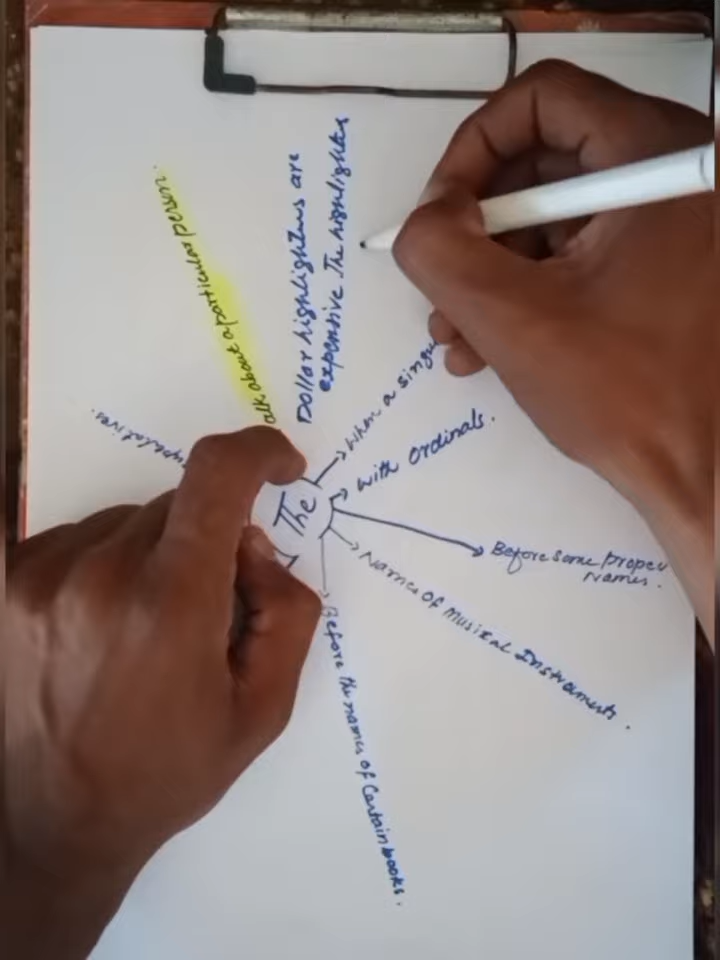 alk about a particular person.
Dollar highlighters are
expensive. The highlighters
When a singu
with ordinals.
Before some proper
Names.
Names of Musical Instruments.
Before the names of Certain books.
The